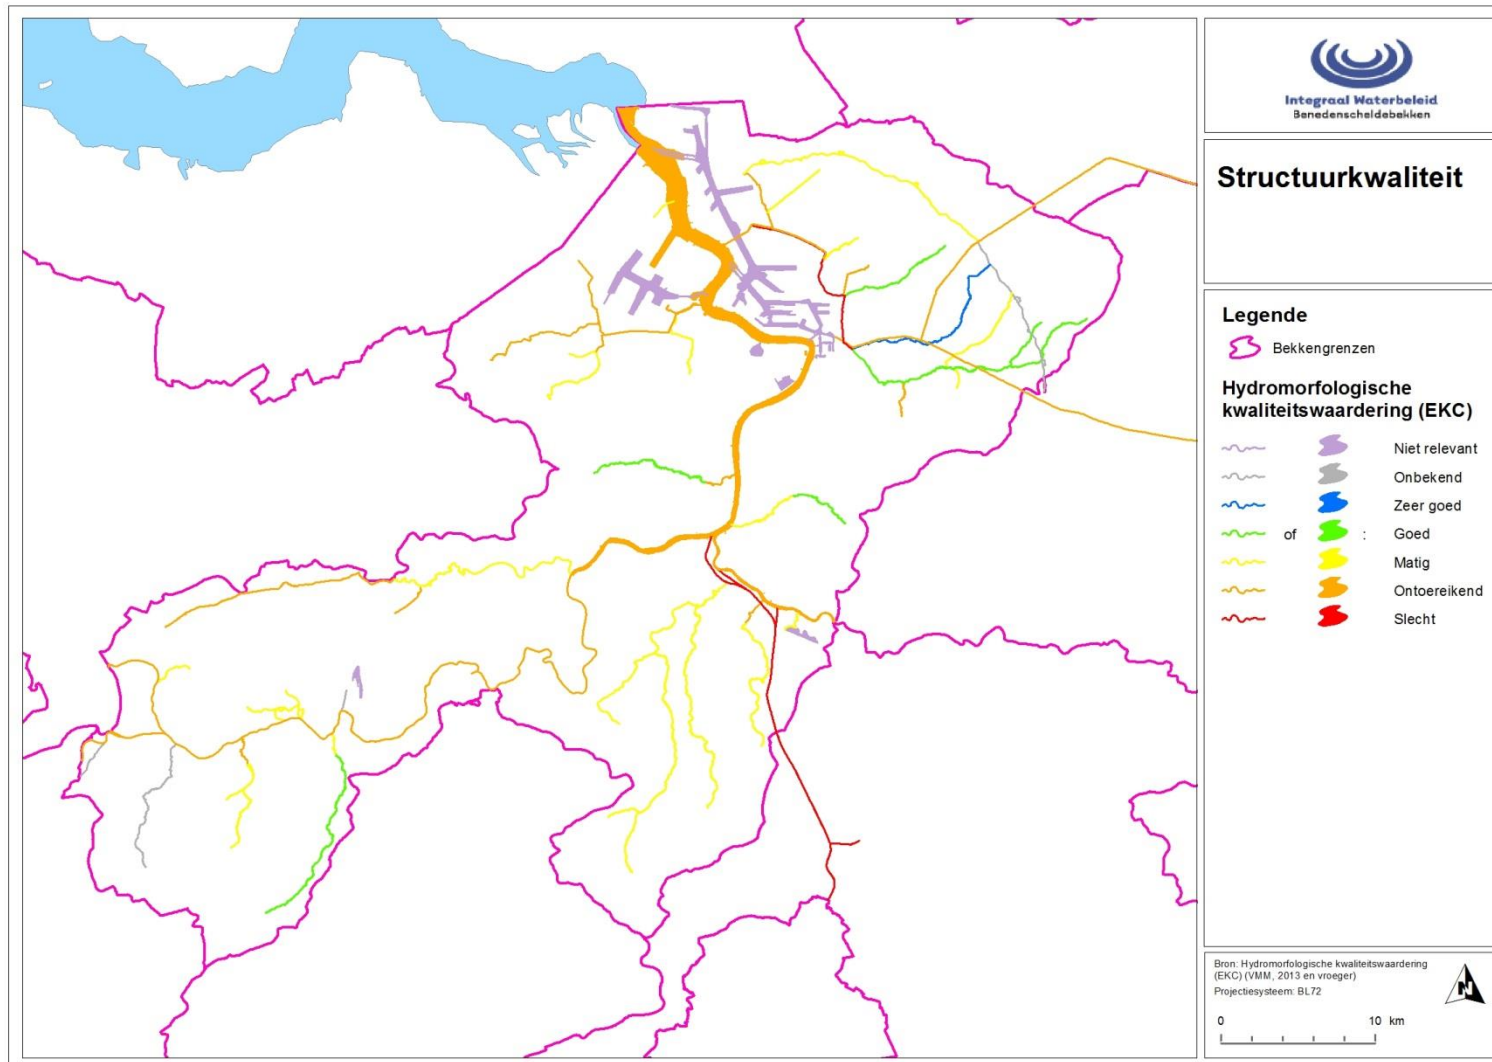 Integraal Waterbeleid
Benedenscheldebekken
Structuurkwaliteit
Legende
Bekkengrenzen
Hydromorfologische
kwaliteitswaardering (EKC)
Niet relevant
Onbekend
Zeer goed
of : Goed
Matig
Ontoereikend
Slecht
Bron: Hydromorfologische kwaliteitswaardering
(EKC) (VMM, 2013 en vroeger)
Projectiesysteem: BL72
N
0 10 km